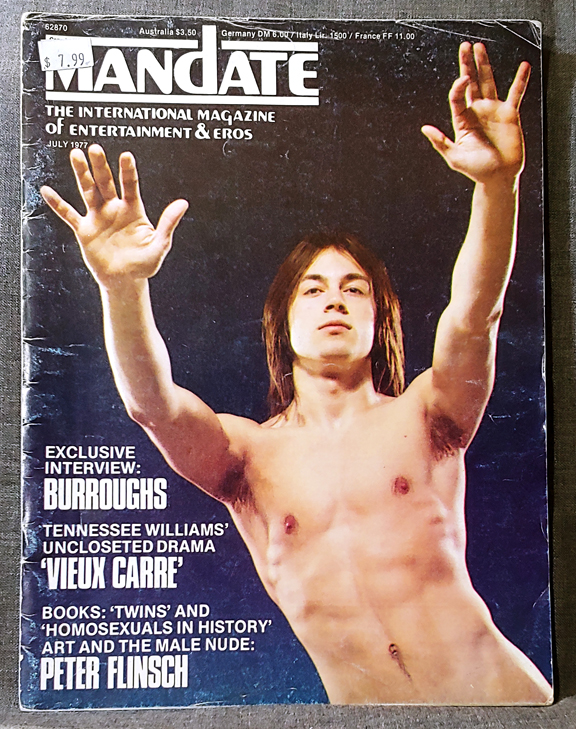 62870
Australia $3.50
Germany DM 6.00 / Italy Lir. 1500 / France FF 11.00
$ 7.99
MANDATE
THE INTERNATIONAL MAGAZINE
of ENTERTAINMENT & EROS
JULY 1977
EXCLUSIVE
INTERVIEW:
BURROUGHS
TENNESSEE WILLIAMS'
UNCLOSETED DRAMA
'VIEUX CARRE'
BOOKS: 'TWINS' AND
'HOMOSEXUALS IN HISTORY'
ART AND THE MALE NUDE:
PETER FLINSCH